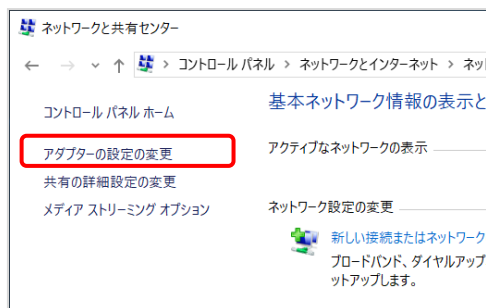 ネットワークと共有センター
← → ∨ ↑ > コントロール パネル > ネットワークとインターネット > ネッ
コントロール パネル ホーム
アダプターの設定の変更
共有の詳細設定の変更
メディア ストリーミング オプション
基本ネットワーク情報の表示と
アクティブなネットワークの表示
ネットワーク設定の変更
新しい接続またはネットワーク
ブロードバンド、ダイヤルアップ
ットアップします。